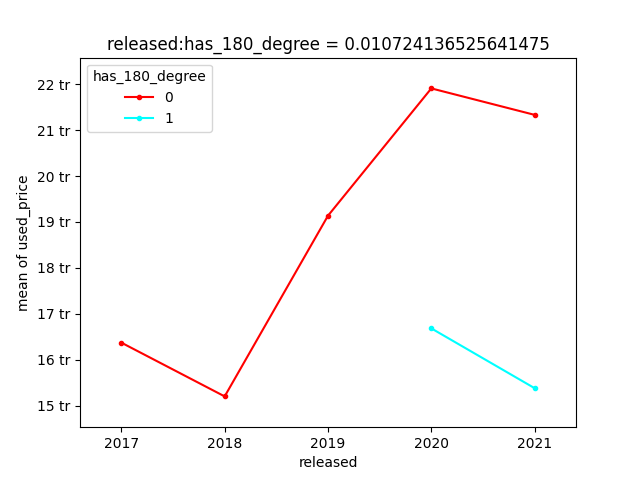 released:has_180_degree = 0.010724136525641475
has_180_degree
0
1
22 tr
21 tr
20 tr
19 tr
18 tr
17 tr
16 tr
15 tr
mean of used_price
2017 2018 2019 2020 2021
released